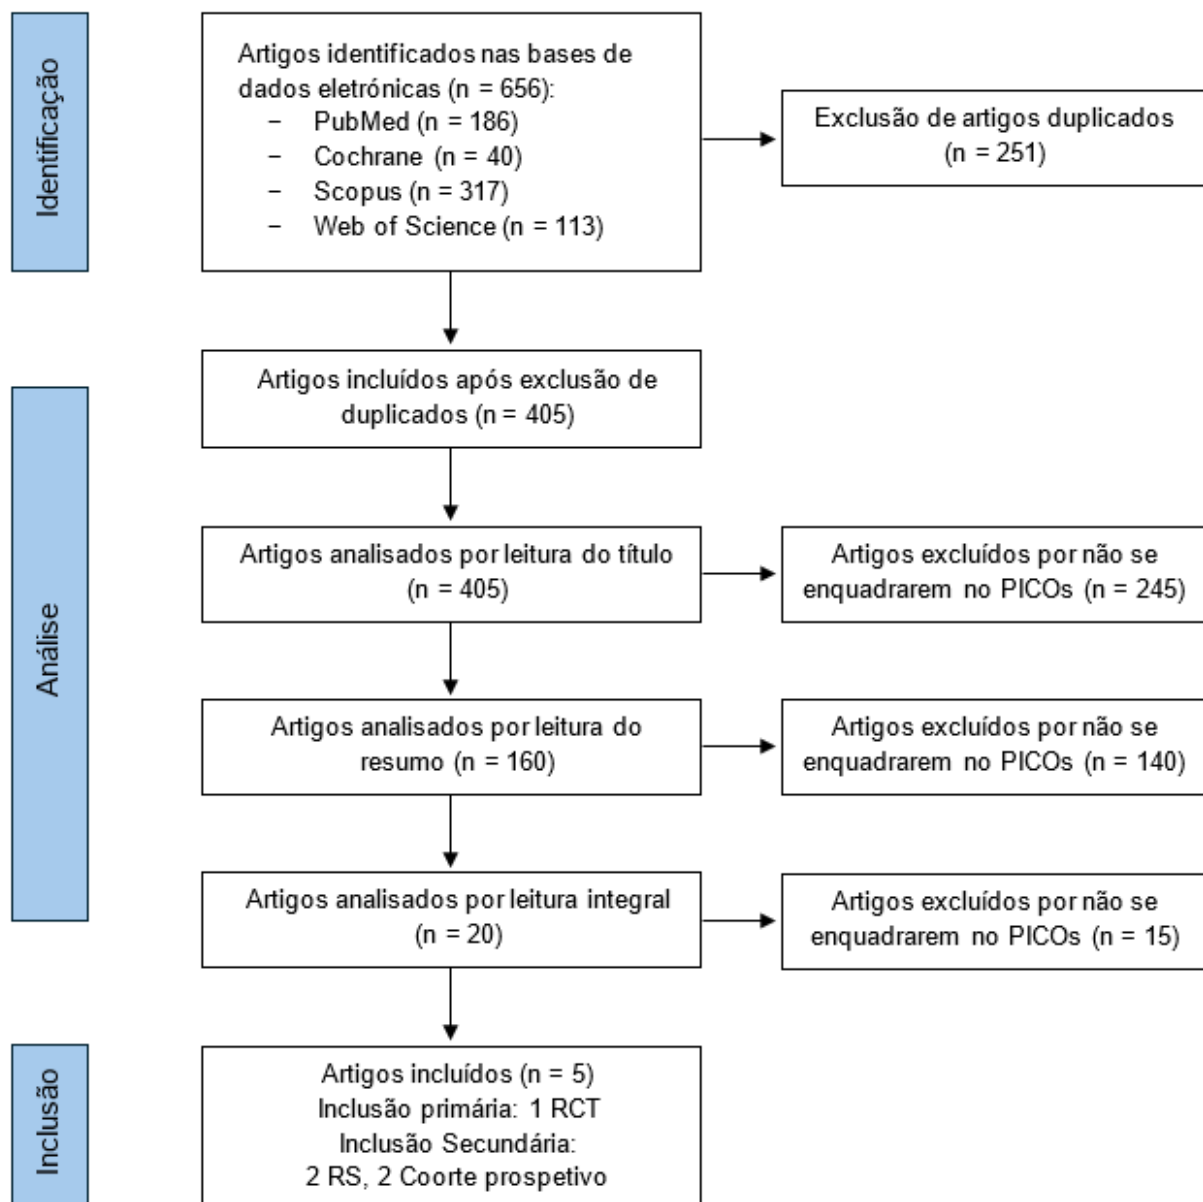 Identificação
Artigos identificados nas bases de
dados eletrónicas (n = 656):
− PubMed (n = 186)
− Cochrane (n = 40)
− Scopus (n = 317)
− Web of Science (n = 113)
Exclusão de artigos duplicados
(n = 251)
Análise
Artigos incluídos após exclusão de
duplicados (n = 405)
Artigos analisados por leitura do título
(n = 405)
Artigos excluídos por não se
enquadrarem no PICOs (n = 245)
Artigos analisados por leitura do
resumo (n = 160)
Artigos excluídos por não se
enquadrarem no PICOs (n = 140)
Artigos analisados por leitura integral
(n = 20)
Artigos excluídos por não se
enquadrarem no PICOs (n = 15)
Inclusão
Artigos incluídos (n = 5)
Inclusão primária: 1 RCT
Inclusão Secundária:
2 RS, 2 Coorte prospetivo